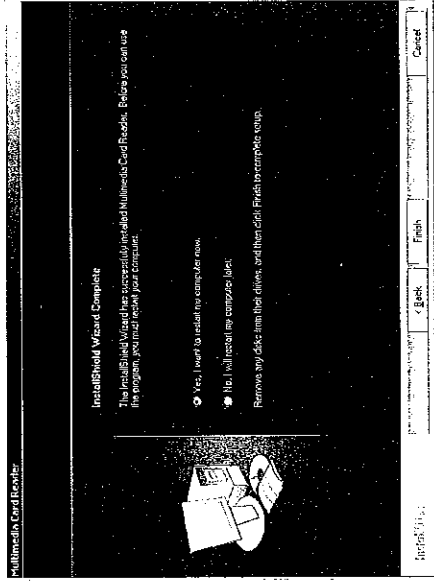 Multimedia Card Reader
InstallShield Wizard Complete
The InstallShield Wizard has successfully installed Multimedia Card Reader. Before you can use
the program, you must restart your computer.
Yes, I want to restart my computer now.
No, I will restart my computer later.
Remove any disks from their drives, and then click Finish to complete setup.
InstallShield
< Back
Finish
Cancel